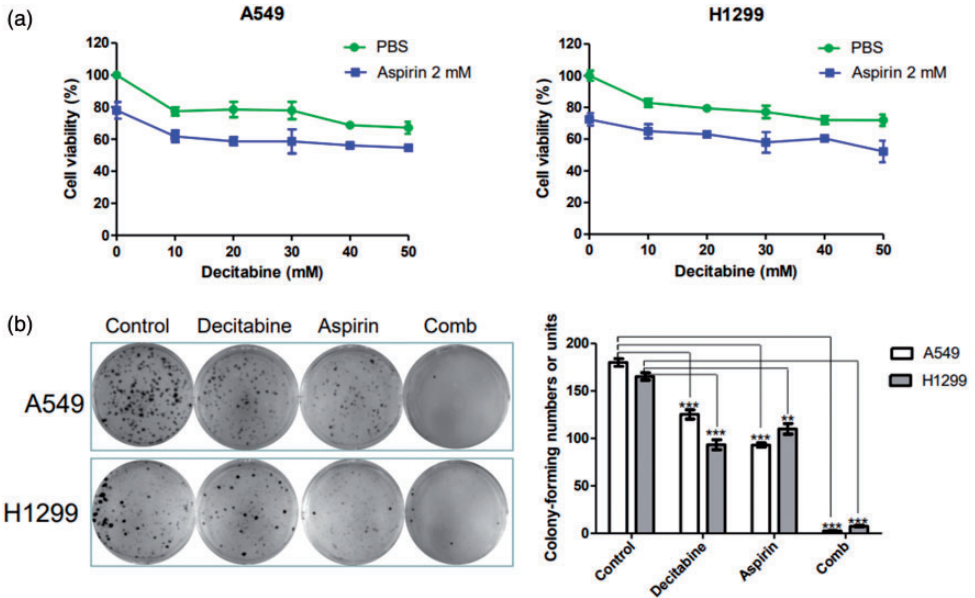 (a)
A549
H1299
120
100
80
60
40
20
0
Cell viability (%)
PBS
Aspirin 2 mM
0 10 20 30 40 50
Decitabine (mM)
120
100
80
60
40
20
0
Cell viability (%)
PBS
Aspirin 2 mM
0 10 20 30 40 50
Decitabine (mM)
(b)
Control Decitabine Aspirin Comb
A549
H1299
Colony-forming numbers or units
200
150
100
50
0
A549
H1299
*** *** *** ** *** ***
Control Decitabine Aspirin Comb